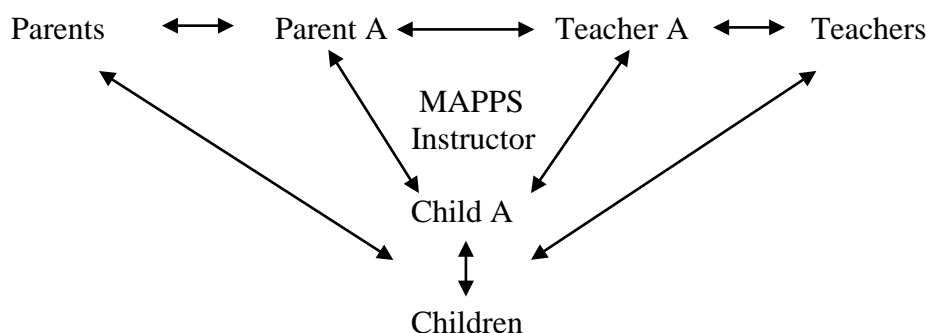 Parents Parent A Teacher A Teachers
MAPPS
Instructor
Child A
Children